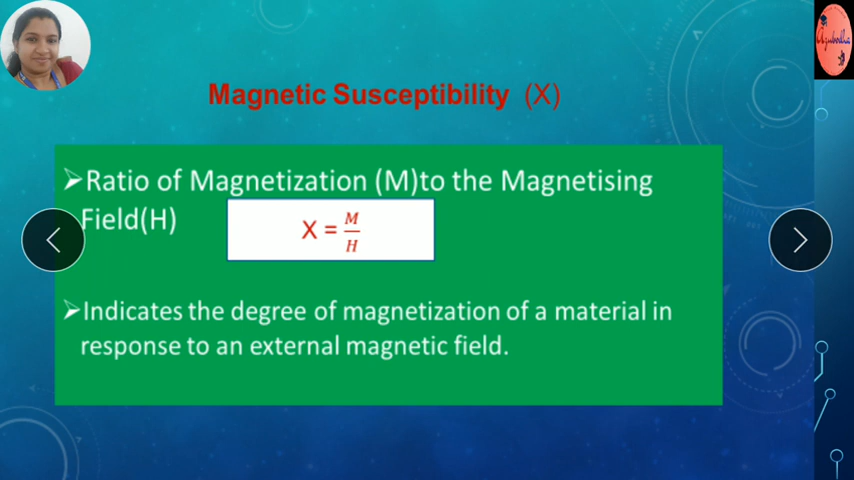 Magnetic Susceptibility (X)
➢Ratio of Magnetization (M)to the Magnetising
Field(H)
X = M/H
➢Indicates the degree of magnetization of a material in
response to an external magnetic field.